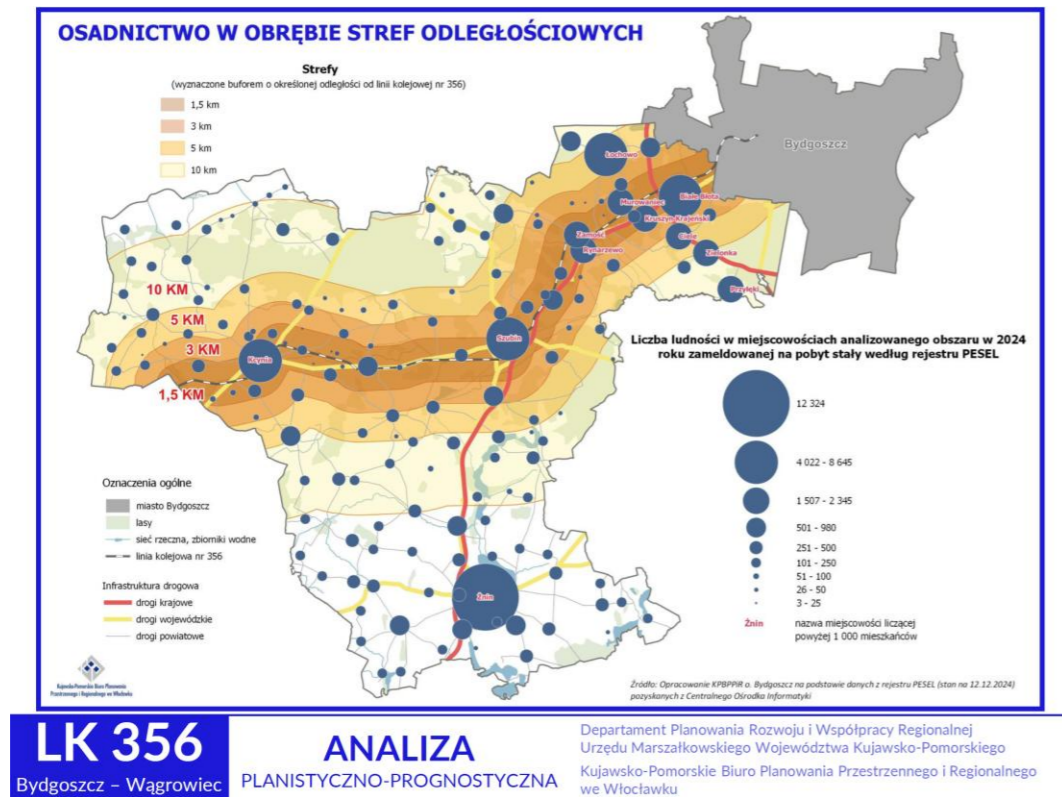 OSADNICTWO W OBRĘBIE STREF ODLEGŁOŚCIOWYCH
Strefy
(wyznaczone buforem o określonej odległości od linii kolejowej nr 356)
1,5 km
3 km
5 km
10 km
Bydgoszcz
Łochowo
Białe Błota
Murowaniec
Kruszyn Krajeński
Zamość
Ciele
Rynarzewo
Zielonka
Przyłęki
10 KM
5 KM
3 KM
1,5 KM
Kcynia
Szubin
Żnin
Liczba ludności w miejscowościach analizowanego obszaru w 2024
roku zameldowanej na pobyt stały według rejestru PESEL
12 324
4 022 - 8 645
1 507 - 2 345
501 - 980
251 - 500
101 - 250
51 - 100
26 - 50
3 - 25
Żnin nazwa miejscowości liczącej
powyżej 1 000 mieszkańców
Oznaczenia ogólne
miasto Bydgoszcz
lasy
sieć rzeczna, zbiorniki wodne
linia kolejowa nr 356
Infrastruktura drogowa
drogi krajowe
drogi wojewódzkie
drogi powiatowe
Kujawsko-Pomorskie Biuro Planowania
Przestrzennego i Regionalnego we Włocławku
Źródło: Opracowanie KPBPPiR o. Bydgoszcz na podstawie danych z rejestru PESEL (stan na 12.12.2024)
pozyskanych z Centralnego Ośrodka Informatyki
LK 356
Bydgoszcz – Wągrowiec
ANALIZA
PLANISTYCZNO-PROGNOSTYCZNA
Departament Planowania Rozwoju i Współpracy Regionalnej
Urzędu Marszałkowskiego Województwa Kujawsko-Pomorskiego
Kujawsko-Pomorskie Biuro Planowania Przestrzennego i Regionalnego
we Włocławku